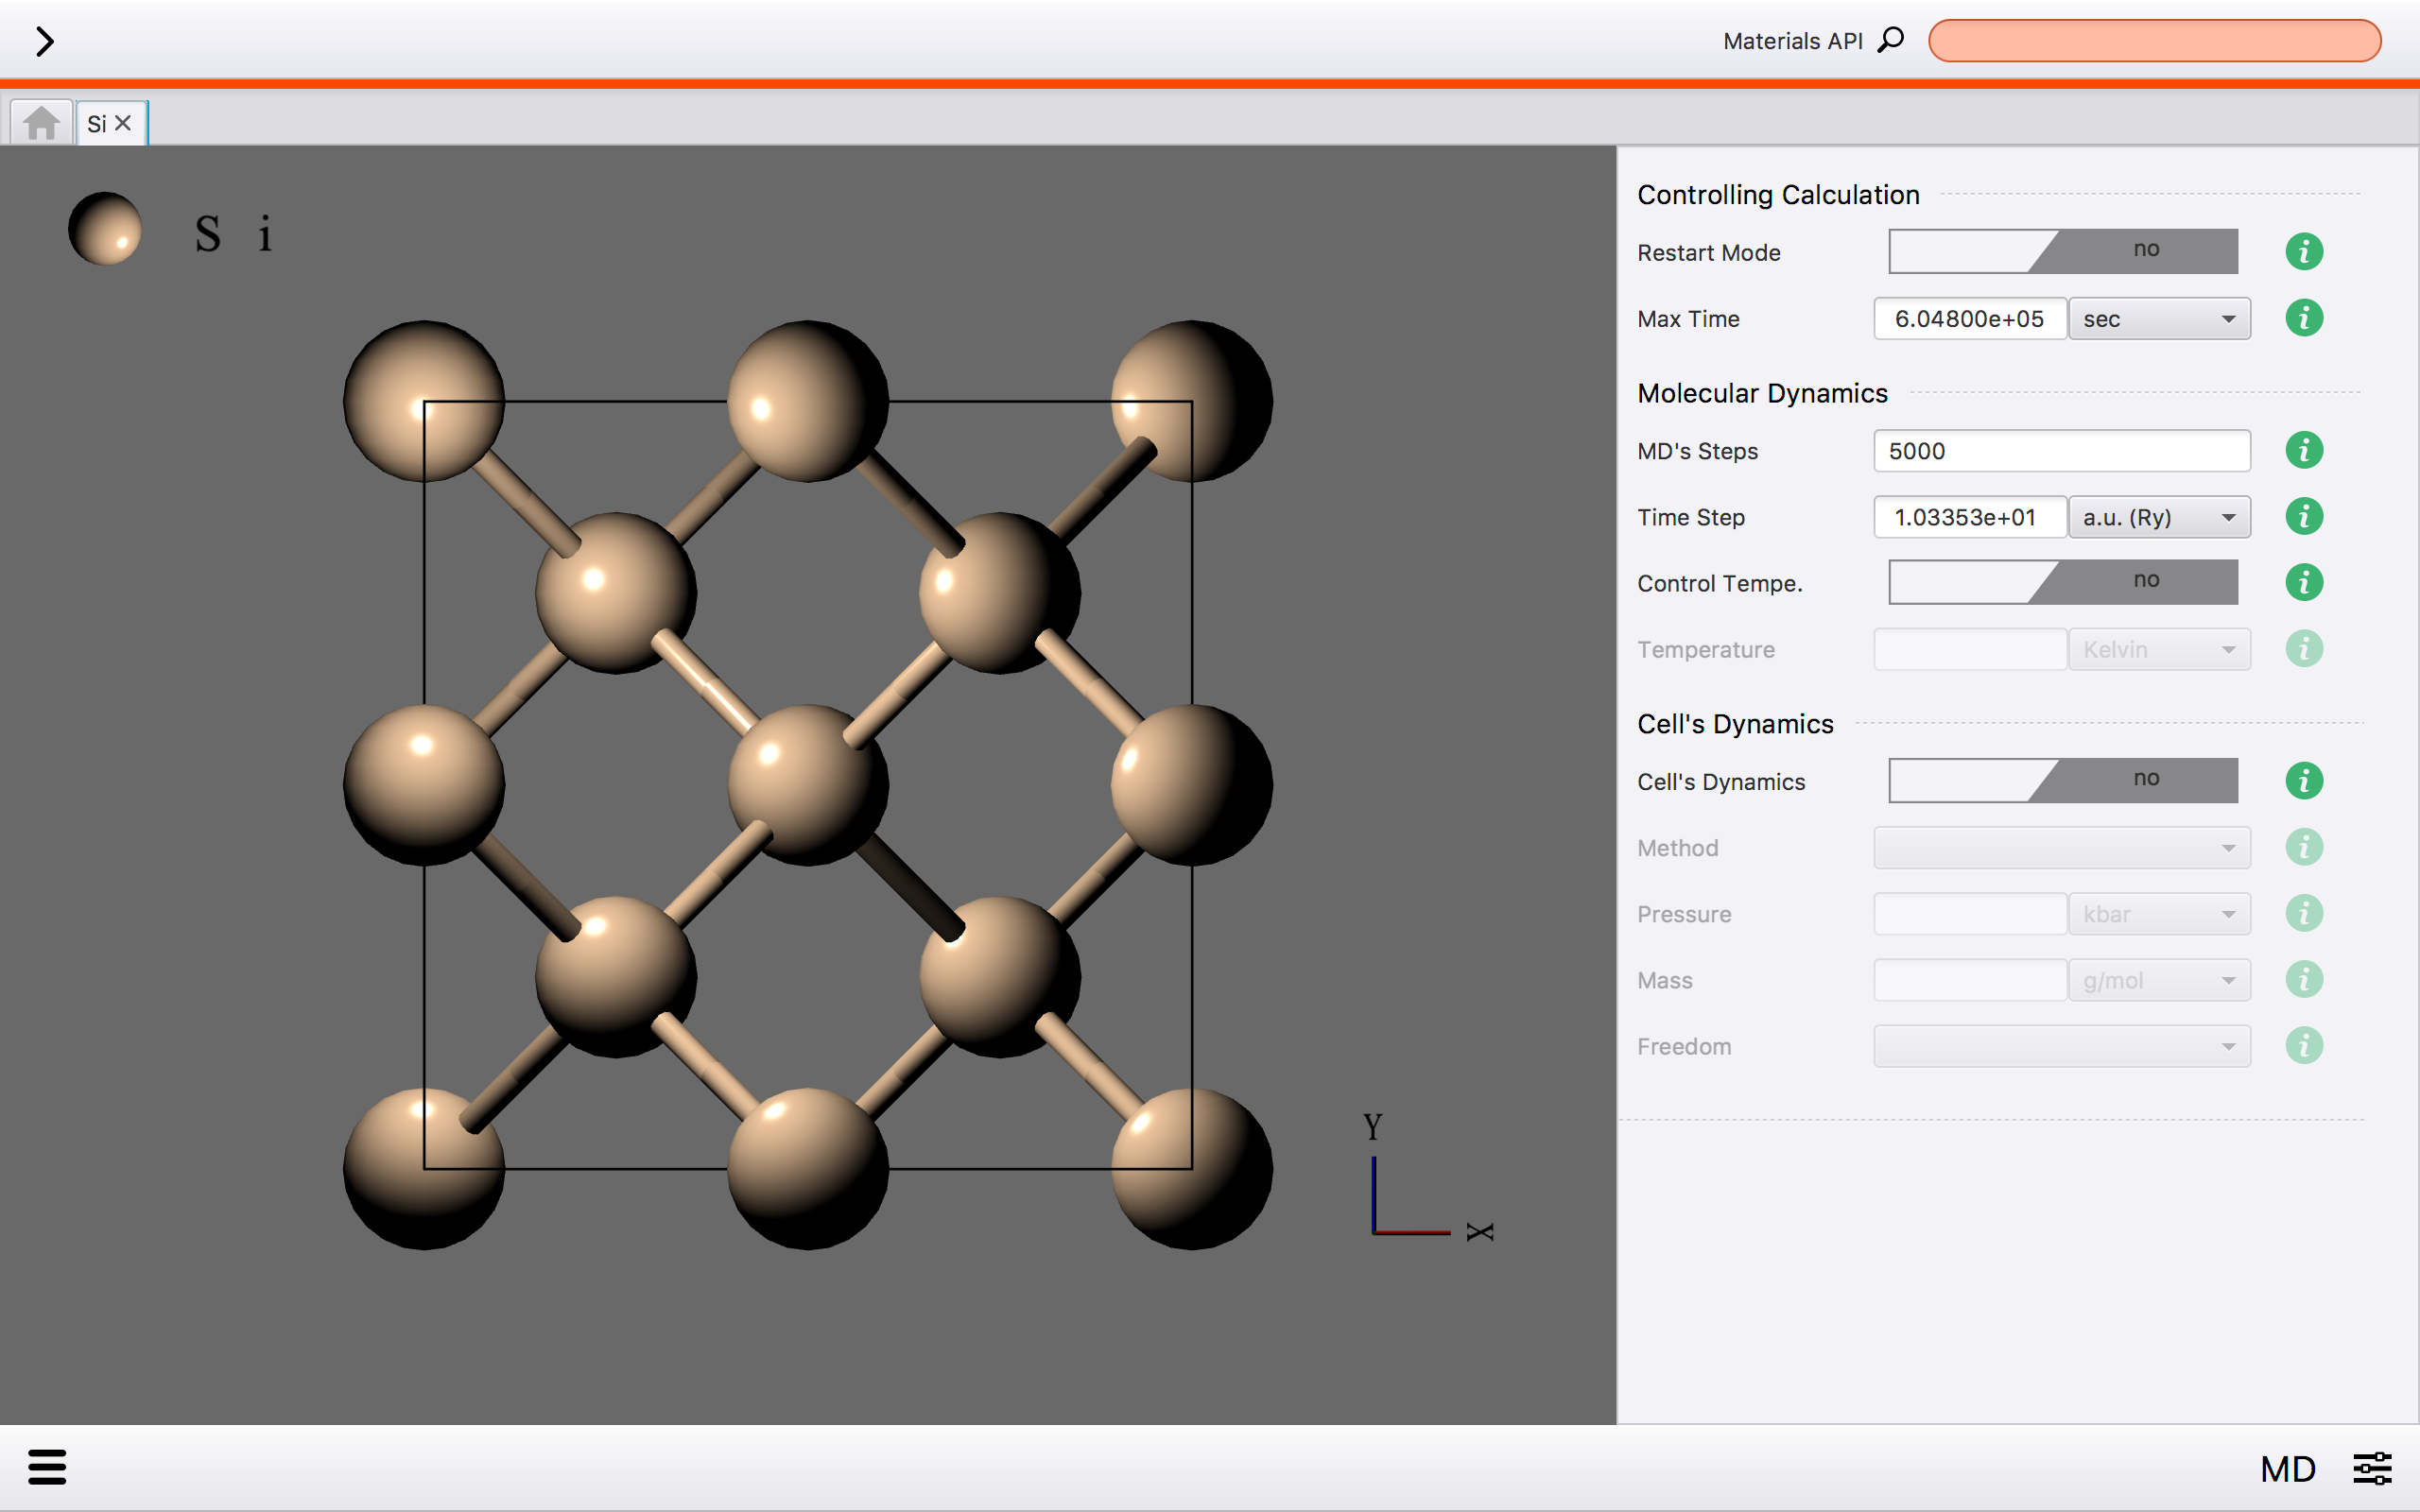 Materials API
Si
S i
Controlling Calculation
Restart Mode no
Max Time 6.04800e+05 sec
Molecular Dynamics
MD's Steps 5000
Time Step 1.03353e+01 a.u. (Ry)
Control Tempe. no
Temperature Kelvin
Cell's Dynamics
Cell's Dynamics no
Method
Pressure kbar
Mass g/mol
Freedom
Y
X
MD